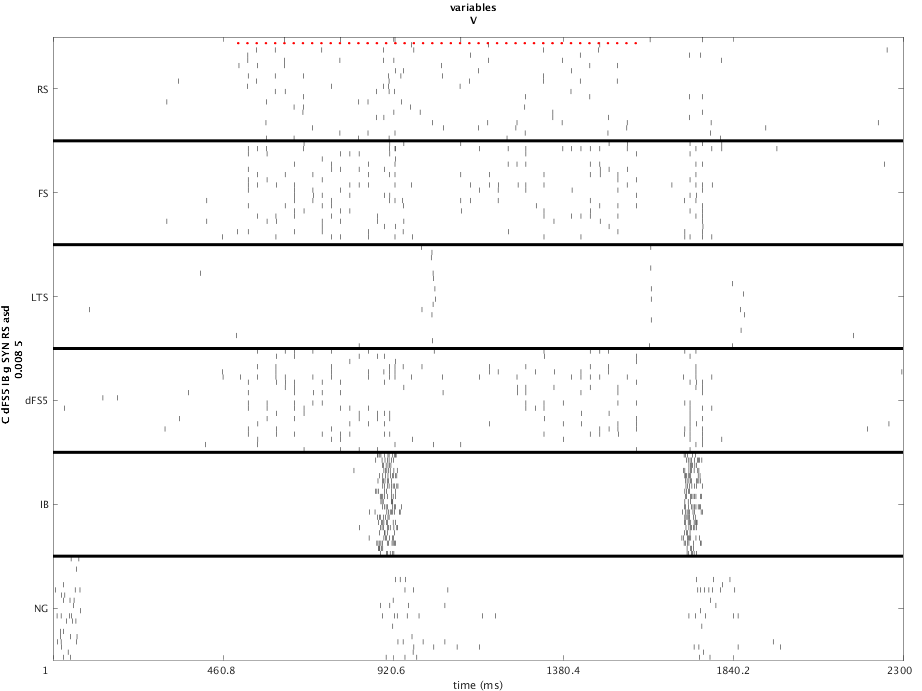 variables
V
RS
FS
LTS
dFS5
IB
NG
C dFS5 IB g SYN RS asd
0.008 5
1
460.8
920.6
1380.4
1840.2
2300
time (ms)